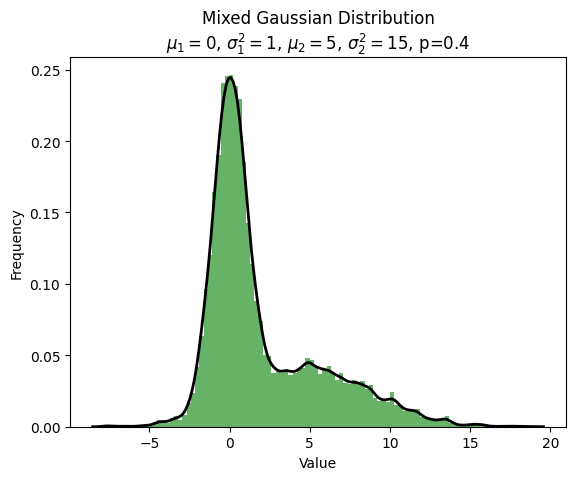 Mixed Gaussian Distribution
μ₁ = 0, σ₁² = 1, μ₂ = 5, σ₂² = 15, p=0.4
0.25
0.20
0.15
0.10
0.05
0.00
Frequency
−5 0 5 10 15 20
Value